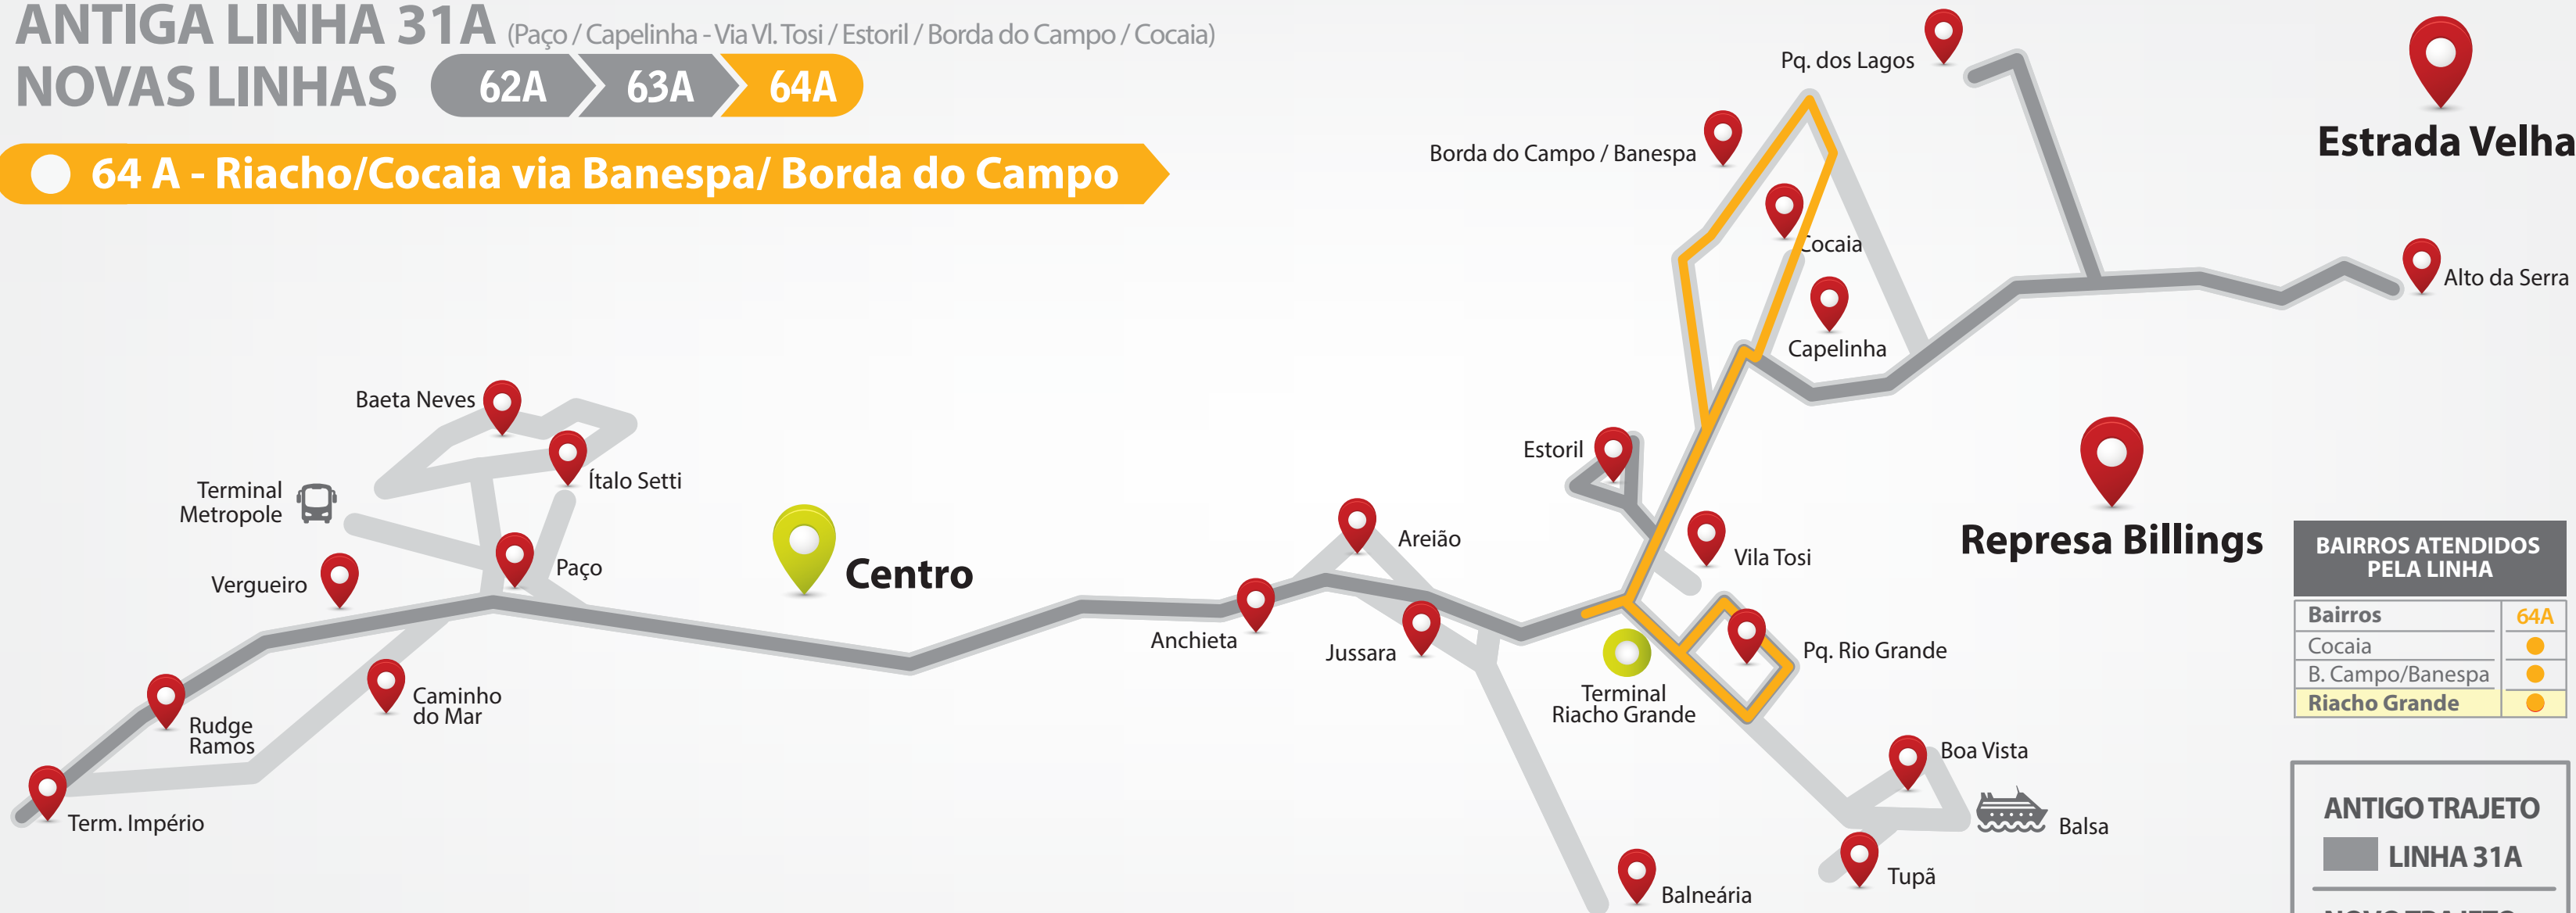 ANTIGA LINHA 31A (Paço / Capelinha - Via Vl. Tosi / Estoril / Borda do Campo / Cocaia)
NOVAS LINHAS 62A 63A 64A
64 A - Riacho/Cocaia via Banespa/ Borda do Campo
Pq. dos Lagos
Estrada Velha
Borda do Campo / Banespa
Cocaia
Alto da Serra
Capelinha
Baeta Neves
Ítalo Setti
Terminal
Metropole
Estoril
Vergueiro
Paço
Centro
Areião
Vila Tosi
Represa Billings
Anchieta
Jussara
Pq. Rio Grande
Terminal
Riacho Grande
Caminho
do Mar
Rudge
Ramos
Term. Império
Boa Vista
Balsa
Tupã
Balneária
BAIRROS ATENDIDOS
PELA LINHA
Bairros 64A
Cocaia
B. Campo/Banespa
Riacho Grande
ANTIGO TRAJETO
LINHA 31A
NOVO TRAJETO